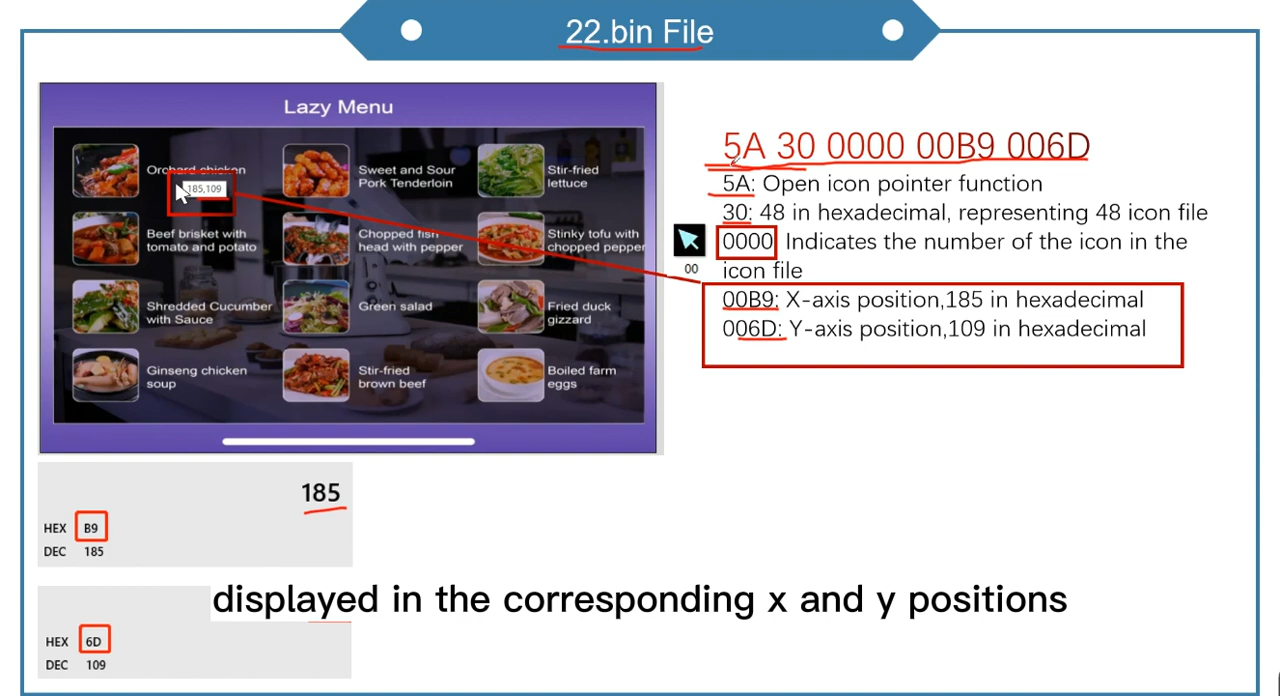 22.bin File
Lazy Menu
Orchard chicken
Sweet and Sour
Pork Tenderloin
Stir-fried
lettuce
185,109
Beef brisket with
tomato and potato
Chopped fish
head with pepper
Stinky tofu with
chopped pepper
Shredded Cucumber
with Sauce
Green salad
Fried duck
gizzard
Ginseng chicken
soup
Stir-fried
brown beef
Boiled farm
eggs
5A 30 0000 00B9 006D
5A: Open icon pointer function
30: 48 in hexadecimal, representing 48 icon file
0000 Indicates the number of the icon in the
icon file
00
00B9: X-axis position,185 in hexadecimal
006D: Y-axis position,109 in hexadecimal
185
HEX B9
DEC 185
displayed in the corresponding x and y positions
HEX 6D
DEC 109